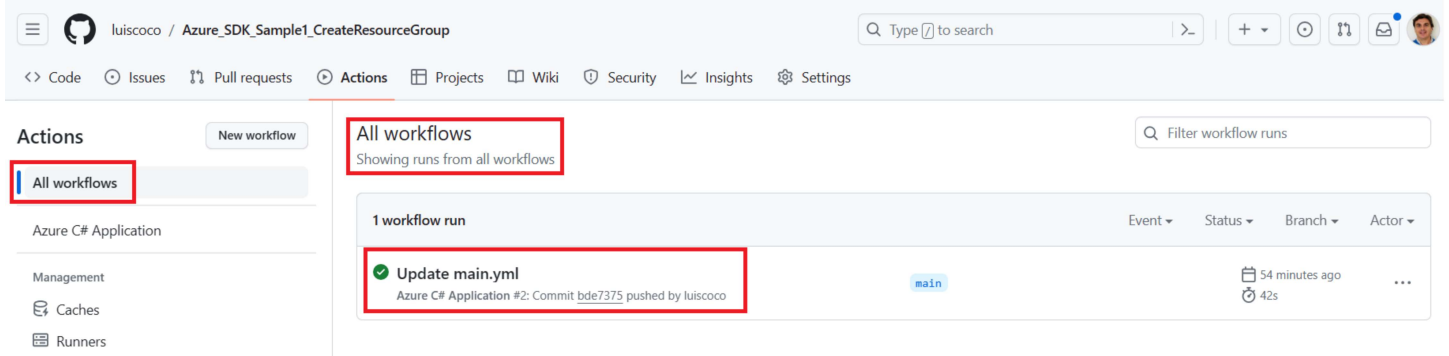 luiscoco / Azure_SDK_Sample1_CreateResourceGroup
Type / to search
Code Issues Pull requests Actions Projects Wiki Security Insights Settings
Actions
New workflow
All workflows
Azure C# Application
Management
Caches
Runners
All workflows
Showing runs from all workflows
Filter workflow runs
1 workflow run
Event Status Branch Actor
Update main.yml
Azure C# Application #2: Commit bde7375 pushed by luiscoco
main
54 minutes ago
42s